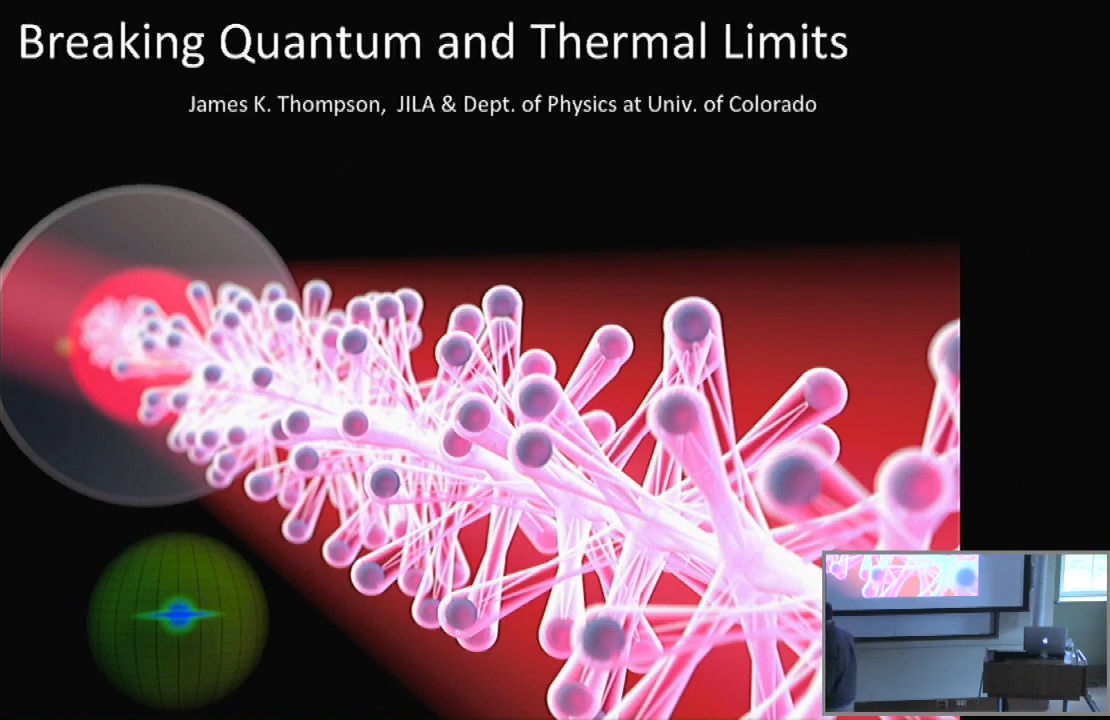 Breaking Quantum and Thermal Limits
James K. Thompson, JILA & Dept. of Physics at Univ. of Colorado